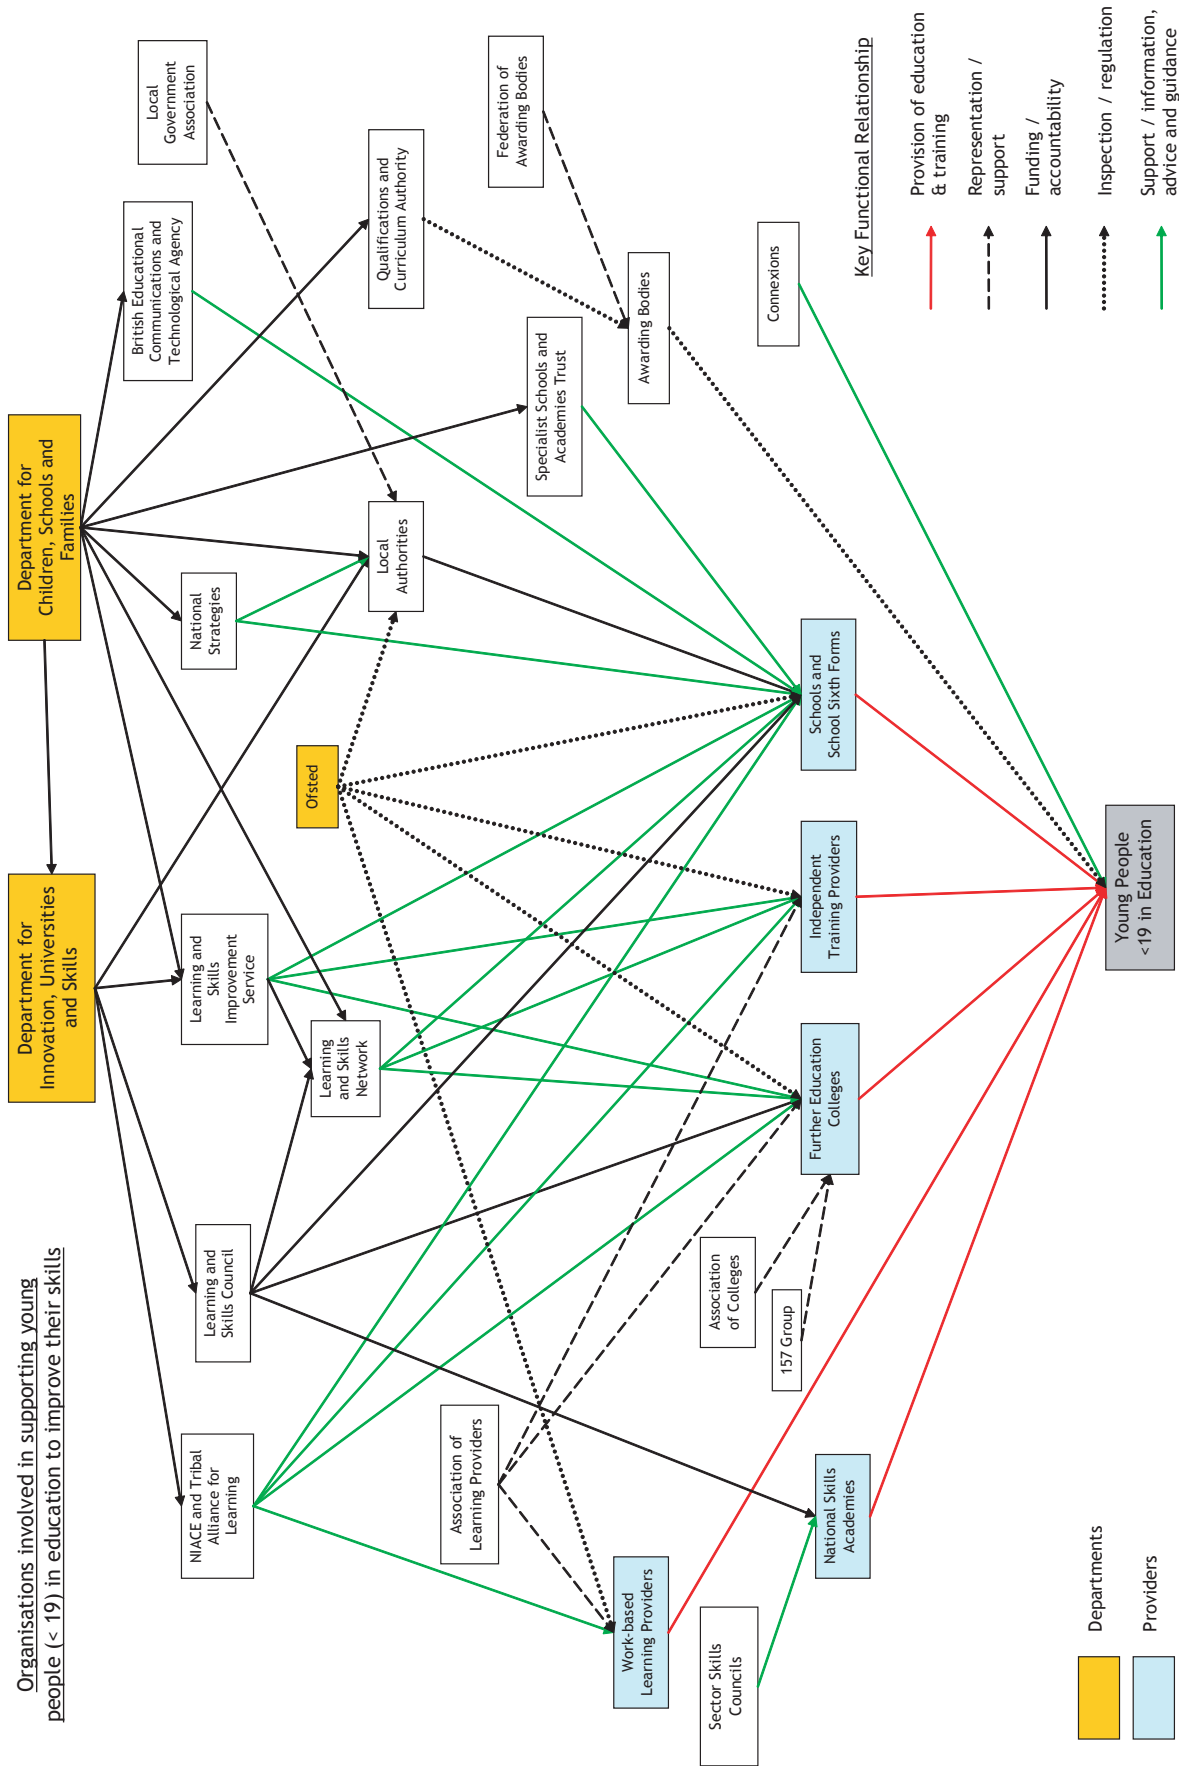 Organisations involved in supporting young
people (< 19) in education to improve their skills
Department for
Innovation, Universities
and Skills
Department for
Children, Schools and
Families
Local
Government
Association
British Educational
Communications and
Technological Agency
National
Strategies
Learning and
Skills
Improvement
Service
Learning and
Skills Council
NIACE and Tribal
Alliance for
Learning
Ofsted
Learning
and Skills
Network
Local
Authorities
Qualifications and
Curriculum Authority
Federation of
Awarding Bodies
Association of
Learning Providers
Specialist Schools and
Academies Trust
Awarding Bodies
Work-based
Learning Providers
Sector Skills
Councils
Association
of Colleges
157 Group
Connexions
National Skills
Academies
Further Education
Colleges
Independent
Training Providers
Schools and
School Sixth Forms
Young People
<19 in Education
Key Functional Relationship
Provision of education
& training
Representation /
support
Funding /
accountability
Inspection / regulation
Support / information,
advice and guidance
Departments
Providers